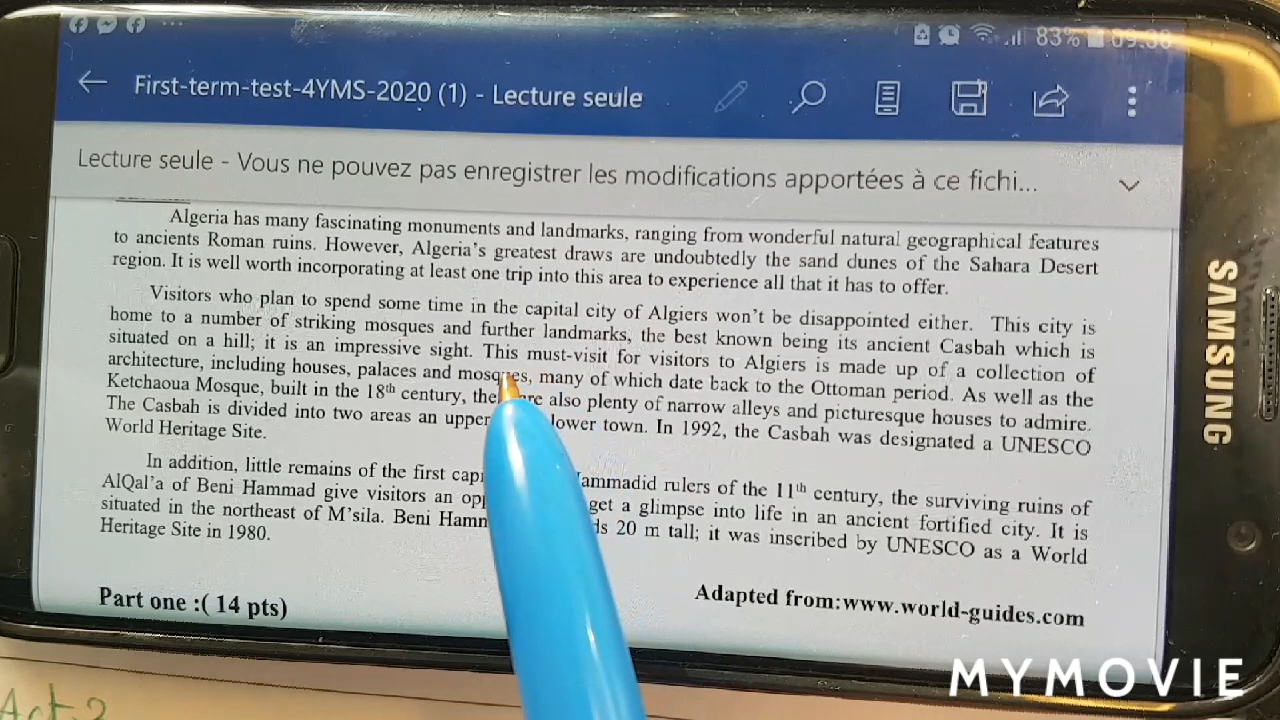 83% 09:38
First-term-test-4YMS-2020 (1) - Lecture seule
Lecture seule - Vous ne pouvez pas enregistrer les modifications apportées à ce fichi...
Algeria has many fascinating monuments and landmarks, ranging from wonderful natural geographical features
to ancients Roman ruins. However, Algeria's greatest draws are undoubtedly the sand dunes of the Sahara Desert
region. It is well worth incorporating at least one trip into this area to experience all that it has to offer.
Visitors who plan to spend some time in the capital city of Algiers won't be disappointed either. This city is
home to a number of striking mosques and further landmarks, the best known being its ancient Casbah which is
situated on a hill; it is an impressive sight. This must-visit for visitors to Algiers is made up of a collection of
architecture, including houses, palaces and mosques, many of which date back to the Ottoman period. As well as the
Ketchaoua Mosque, built in the 18th century, there are also plenty of narrow alleys and picturesque houses to admire.
The Casbah is divided into two areas an upper lower town. In 1992, the Casbah was designated a UNESCO
World Heritage Site.
In addition, little remains of the first capi ammadid rulers of the 11th century, the surviving ruins of
AlQal'a of Beni Hammad give visitors an opp get a glimpse into life in an ancient fortified city. It is
situated in the northeast of M'sila. Beni Hamm ds 20 m tall; it was inscribed by UNESCO as a World
Heritage Site in 1980.
Part one :( 14 pts)
Adapted from:www.world-guides.com
SAMSUNG
MYMOVIE
Act 2